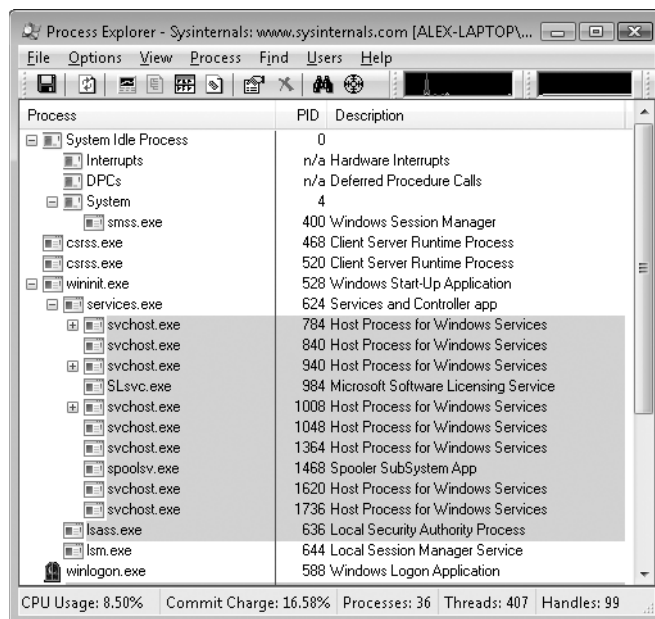 Process Explorer - Sysinternals: www.sysinternals.com [ALEX-LAPTOP\...
File Options View Process Find Users Help
Process PID Description
System Idle Process 0
Interrupts n/a Hardware Interrupts
DPCs n/a Deferred Procedure Calls
System 4
smss.exe 400 Windows Session Manager
csrss.exe 468 Client Server Runtime Process
csrss.exe 520 Client Server Runtime Process
wininit.exe 528 Windows Start-Up Application
services.exe 624 Services and Controller app
svchost.exe 784 Host Process for Windows Services
svchost.exe 840 Host Process for Windows Services
svchost.exe 940 Host Process for Windows Services
SLsvc.exe 984 Microsoft Software Licensing Service
svchost.exe 1008 Host Process for Windows Services
svchost.exe 1048 Host Process for Windows Services
svchost.exe 1364 Host Process for Windows Services
spoolsv.exe 1468 Spooler SubSystem App
svchost.exe 1620 Host Process for Windows Services
svchost.exe 1736 Host Process for Windows Services
lsass.exe 636 Local Security Authority Process
lsm.exe 644 Local Session Manager Service
winlogon.exe 588 Windows Logon Application
CPU Usage: 8.50% Commit Charge: 16.58% Processes: 36 Threads: 407 Handles: 99